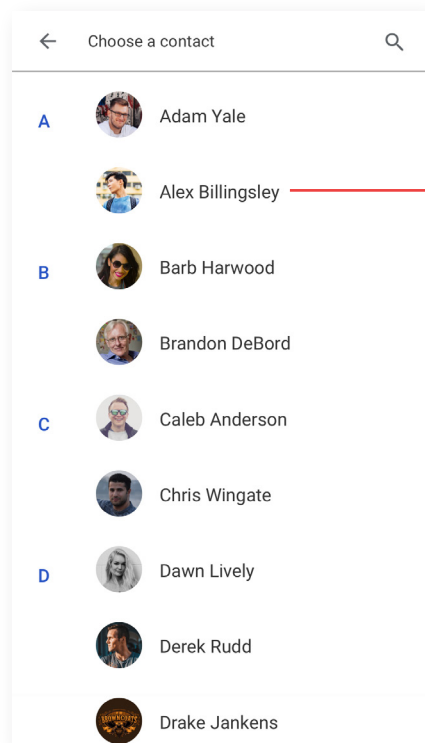 Choose a contact
A
Adam Yale
Alex Billingsley
B
Barb Harwood
Brandon DeBord
C
Caleb Anderson
Chris Wingate
D
Dawn Lively
Derek Rudd
BROWNCOATS
Drake Jankens